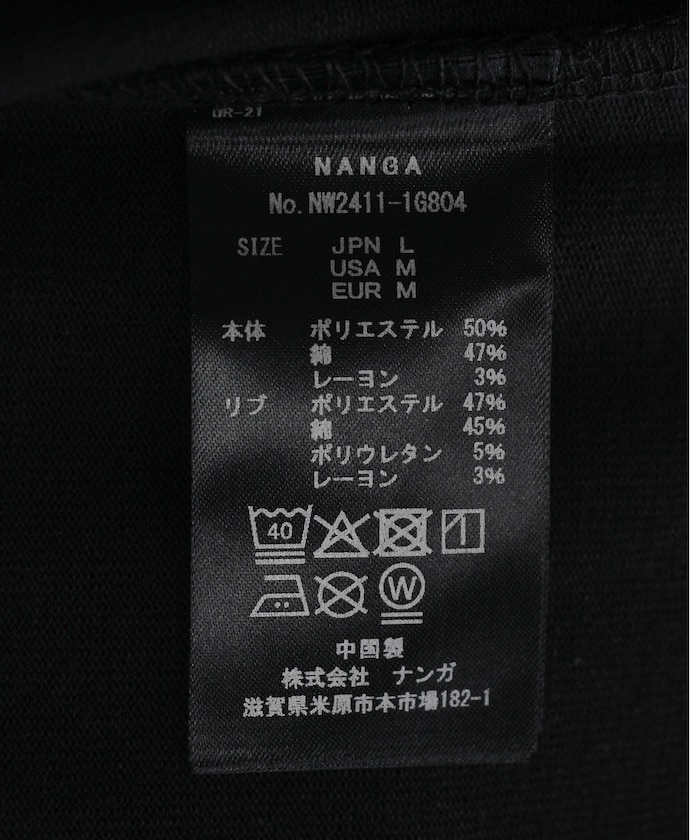 UR-21
NANGA
No.NW2411-1G804
SIZE JPN L
USA M
EUR M
本体 ポリエステル 50%
綿 47%
レーヨン 3%
リブ ポリエステル 47%
綿 45%
ポリウレタン 5%
レーヨン 3%
40
W
中国製
株式会社 ナンガ
滋賀県米原市本市場182-1